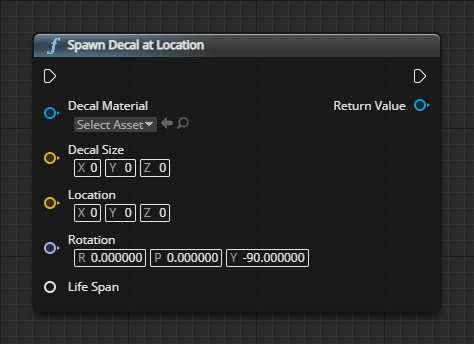 f Spawn Decal at Location
Decal Material
Return Value
Select Asset
Decal Size
X 0 Y 0 Z 0
Location
X 0 Y 0 Z 0
Rotation
R 0.000000 P 0.000000 Y -90.000000
Life Span